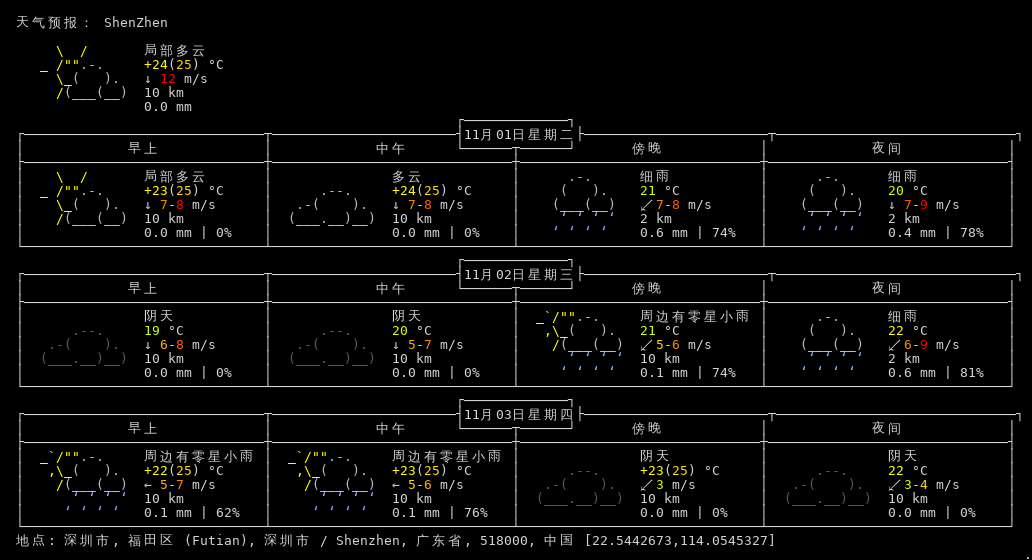 天气预报： ShenZhen
局部多云
+24(25) °C
↓ 12 m/s
10 km
0.0 mm
11月01日星期二
早上 中午 傍晚 夜间
局部多云 多云 细雨 细雨
+23(25) °C +24(25) °C 21 °C 20 °C
↓ 7-8 m/s ↓ 7-8 m/s ↙ 7-8 m/s ↓ 7-9 m/s
10 km 10 km 2 km 2 km
0.0 mm | 0% 0.0 mm | 0% 0.6 mm | 74% 0.4 mm | 78%
11月02日星期三
早上 中午 傍晚 夜间
阴天 阴天 周边有零星小雨 细雨
19 °C 20 °C 21 °C 22 °C
↓ 6-8 m/s ↓ 5-7 m/s ↙ 5-6 m/s ↙ 6-9 m/s
10 km 10 km 10 km 2 km
0.0 mm | 0% 0.0 mm | 0% 0.1 mm | 74% 0.6 mm | 81%
11月03日星期四
早上 中午 傍晚 夜间
周边有零星小雨 周边有零星小雨 阴天 阴天
+22(25) °C +23(25) °C +23(25) °C 22 °C
← 5-7 m/s ← 5-6 m/s ↙ 3 m/s ↙ 3-4 m/s
10 km 10 km 10 km 10 km
0.1 mm | 62% 0.1 mm | 76% 0.0 mm | 0% 0.0 mm | 0%
地点: 深圳市, 福田区 (Futian), 深圳市 / Shenzhen, 广东省, 518000, 中国 [22.5442673,114.0545327]